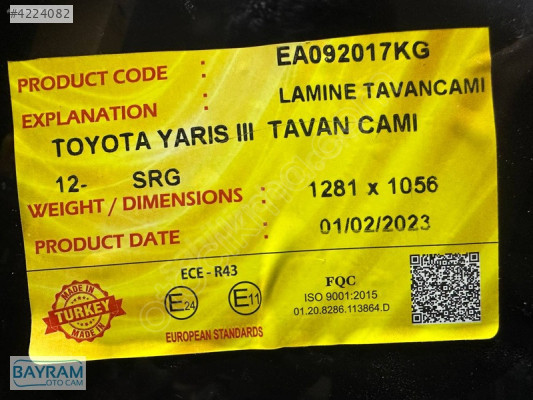 #4224082
PRODUCT CODE : EA092017KG
EXPLANATION : LAMINE TAVANCAMI
TOYOTA YARIS III TAVAN CAMI
12- SRG
WEIGHT / DIMENSIONS : 1281 x 1056
PRODUCT DATE : 01/02/2023
ECE - R43
E24 E11
EUROPEAN STANDARDS
FQC
ISO 9001:2015
01.20.8286.113864.D
MADE IN
TURKEY
MADE IN
BAYRAM
OTO CAM